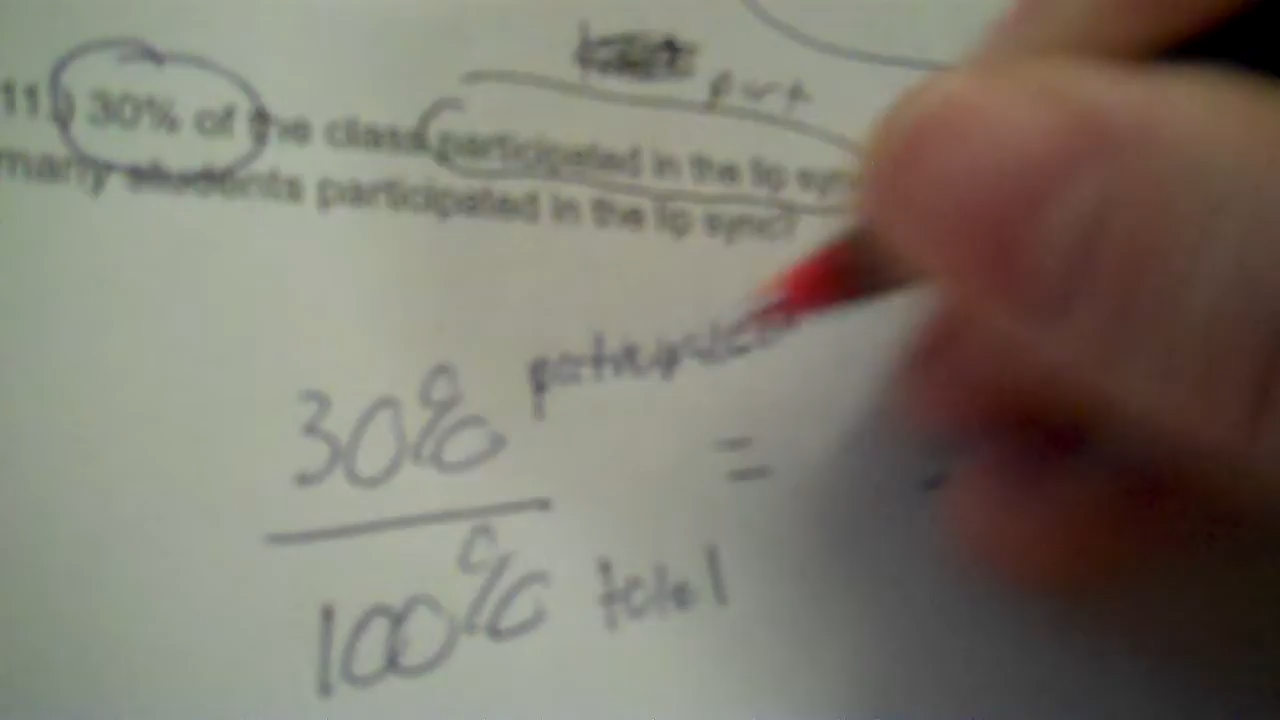 part
11.) 30% of the class participated in the lip sync
many students participated in the lip sync?
30%
=
100% total